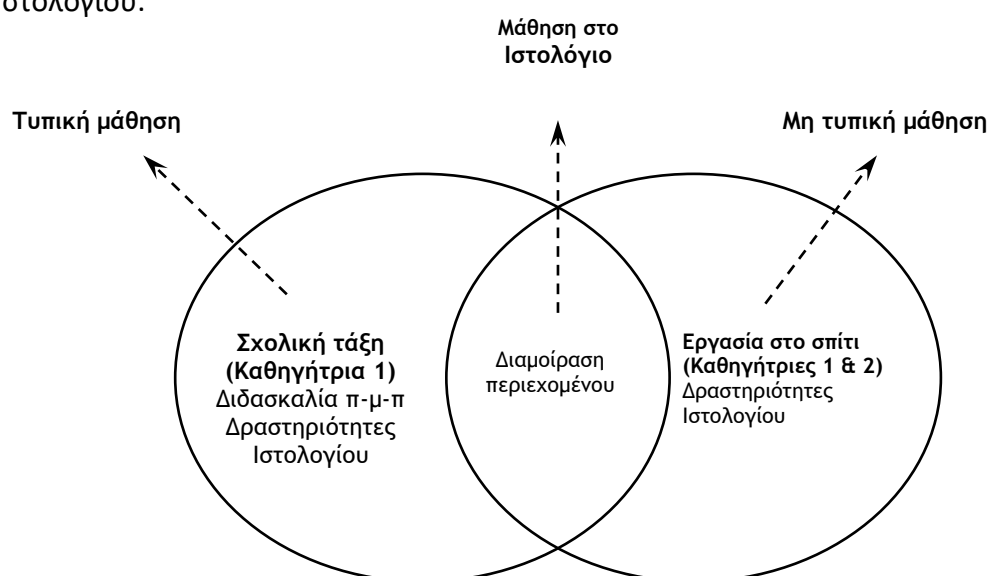 στολογίου.
Μάθηση στο
Ιστολόγιο
Τυπική μάθηση
Μη τυπική μάθηση
Σχολική τάξη
(Καθηγήτρια 1)
Διδασκαλία π-μ-π
Δραστηριότητες
Ιστολογίου
Διαμοίραση
περιεχομένου
Εργασία στο σπίτι
(Καθηγήτριες 1 & 2)
Δραστηριότητες
Ιστολογίου